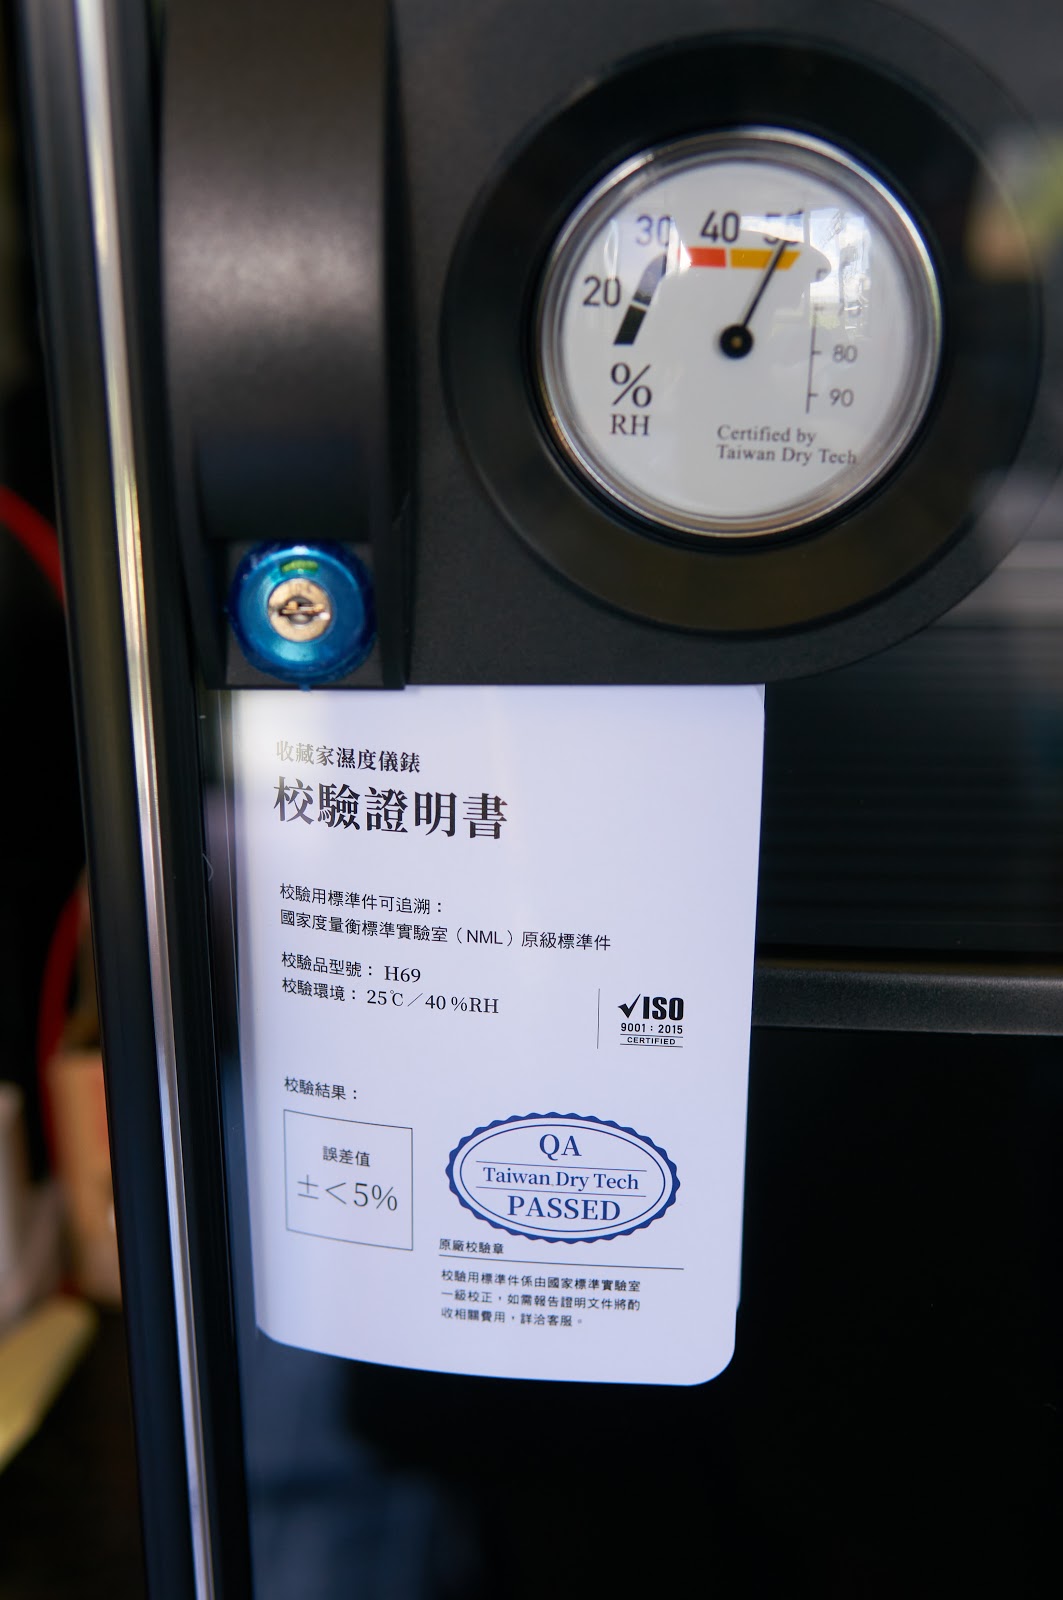 20
30
40
50
80
90
%
RH
Certified by
Taiwan Dry Tech
收藏家濕度儀錶
校驗證明書
校驗用標準件可追溯：
國家度量衡標準實驗室（NML）原級標準件
校驗品型號： H69
校驗環境： 25℃／40 %RH
ISO
9001 : 2015
CERTIFIED
校驗結果：
誤差值
±<5%
QA
Taiwan Dry Tech
PASSED
原廠校驗章
校驗用標準件係由國家標準實驗室
一級校正，如需報告證明文件將酌
收相關費用，詳洽客服。